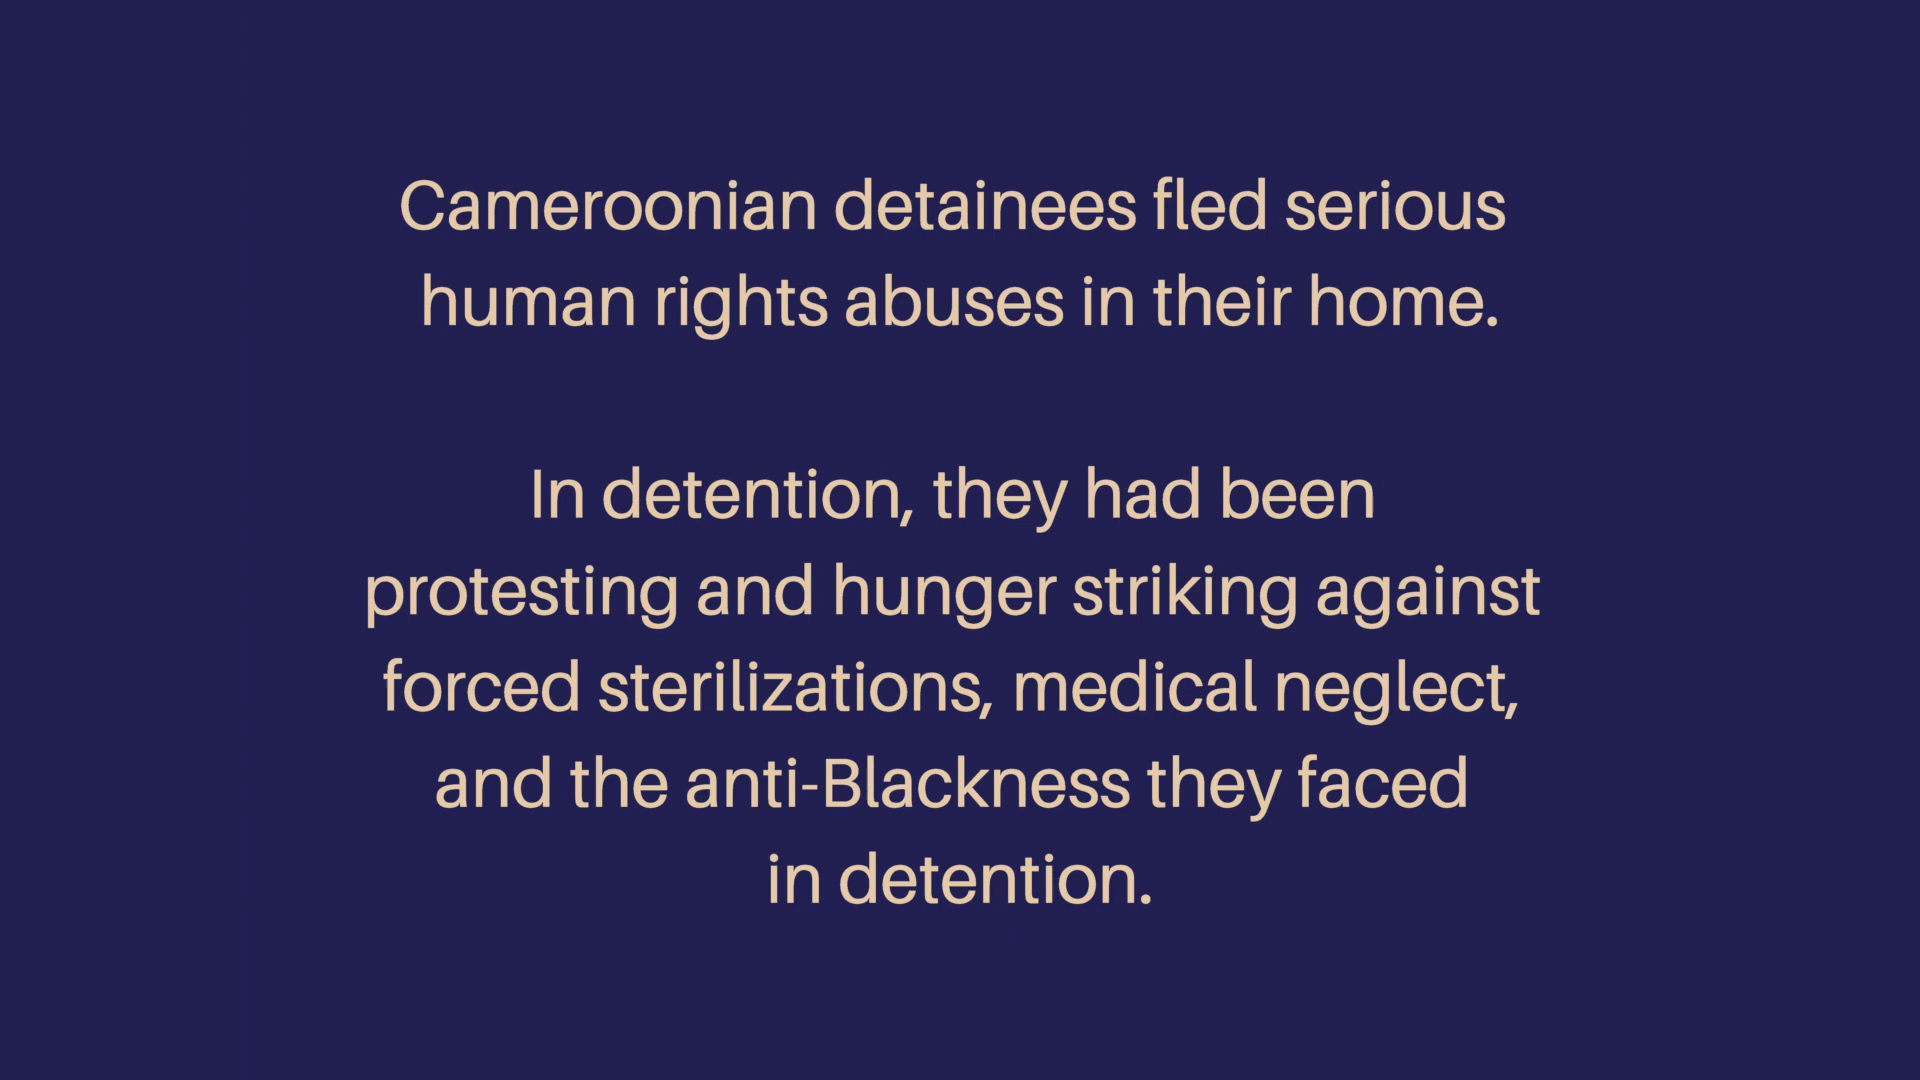 Cameroonian detainees fled serious
human rights abuses in their home.
In detention, they had been
protesting and hunger striking against
forced sterilizations, medical neglect,
and the anti-Blackness they faced
in detention.